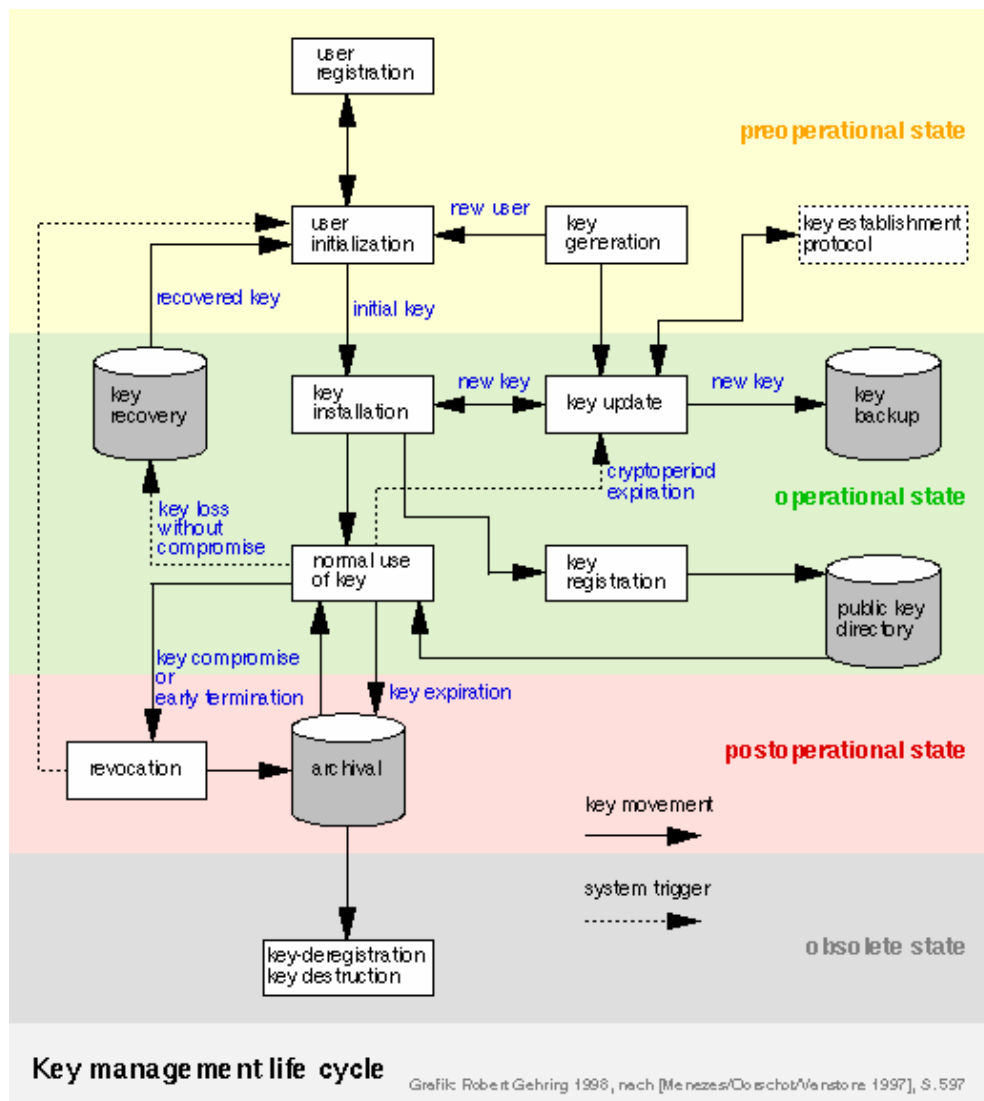 user
registration
preoperational state
user
initialization
new user
key
generation
key establishment
protocol
recovered key
initial key
key
recovery
key
installation
new key
key update
new key
key
backup
cryptoperiod
expiration
operational state
key loss
without
compromise
normal use
of key
key
registration
public key
directory
key compromise
or
early termination
key expiration
revocation
archival
postoperational state
key movement
system trigger
key-deregistration
key destruction
obsolete state
Key management life cycle
Grafik: Robert Gehring 1998, nach [Menezes/Oorschot/Vanstone 1997], S.597